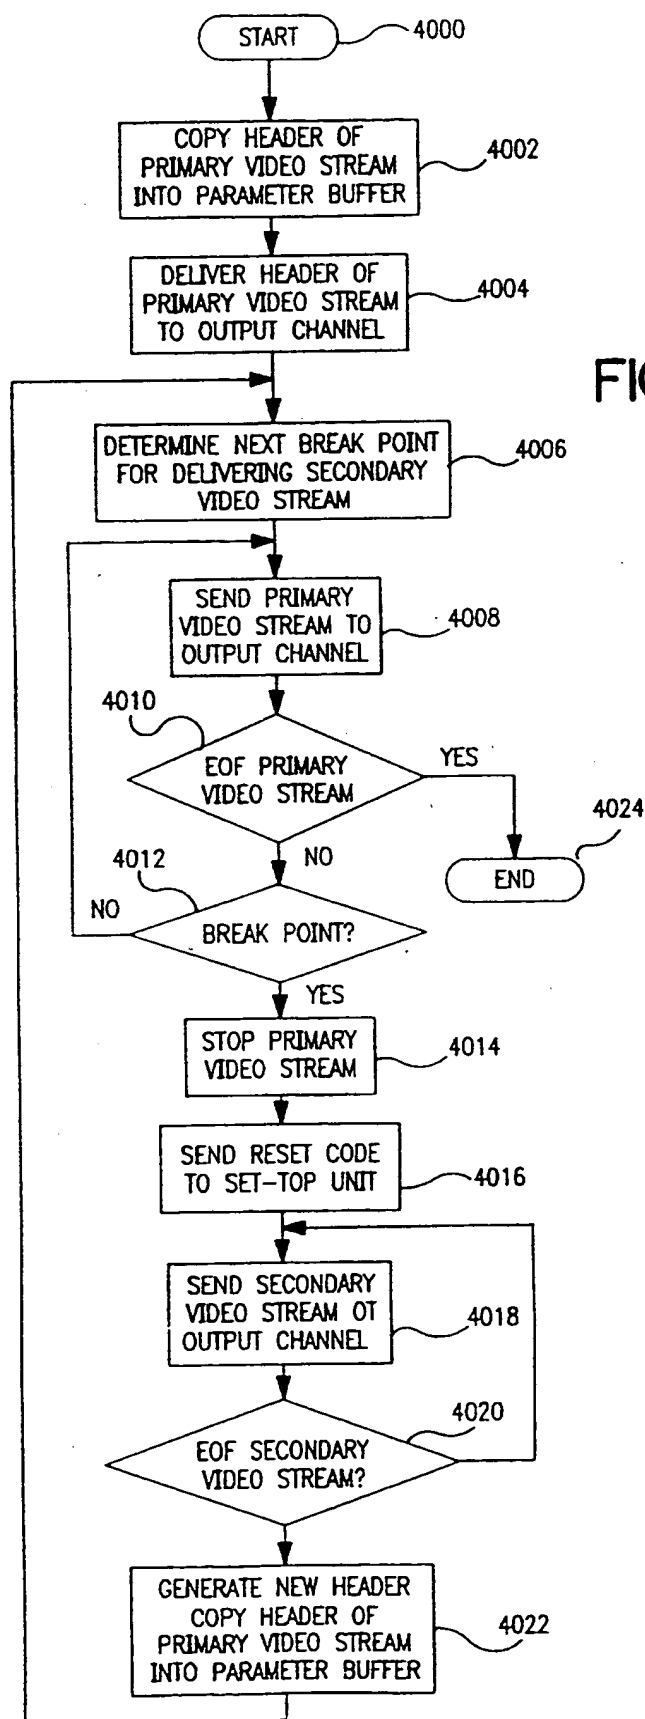 START
4000
COPY HEADER OF
PRIMARY VIDEO STREAM
INTO PARAMETER BUFFER
4002
DELIVER HEADER OF
PRIMARY VIDEO STREAM
TO OUTPUT CHANNEL
4004
DETERMINE NEXT BREAK POINT
FOR DELIVERING SECONDARY
VIDEO STREAM
4006
SEND PRIMARY
VIDEO STREAM TO
OUTPUT CHANNEL
4008
4010
EOF PRIMARY
VIDEO STREAM
YES
4024
END
NO
4012
NO
BREAK POINT?
YES
STOP PRIMARY
VIDEO STREAM
4014
SEND RESET CODE
TO SET-TOP UNIT
4016
SEND SECONDARY
VIDEO STREAM OT
OUTPUT CHANNEL
4018
4020
EOF SECONDARY
VIDEO STREAM?
GENERATE NEW HEADER
COPY HEADER OF
PRIMARY VIDEO STREAM
INTO PARAMETER BUFFER
4022